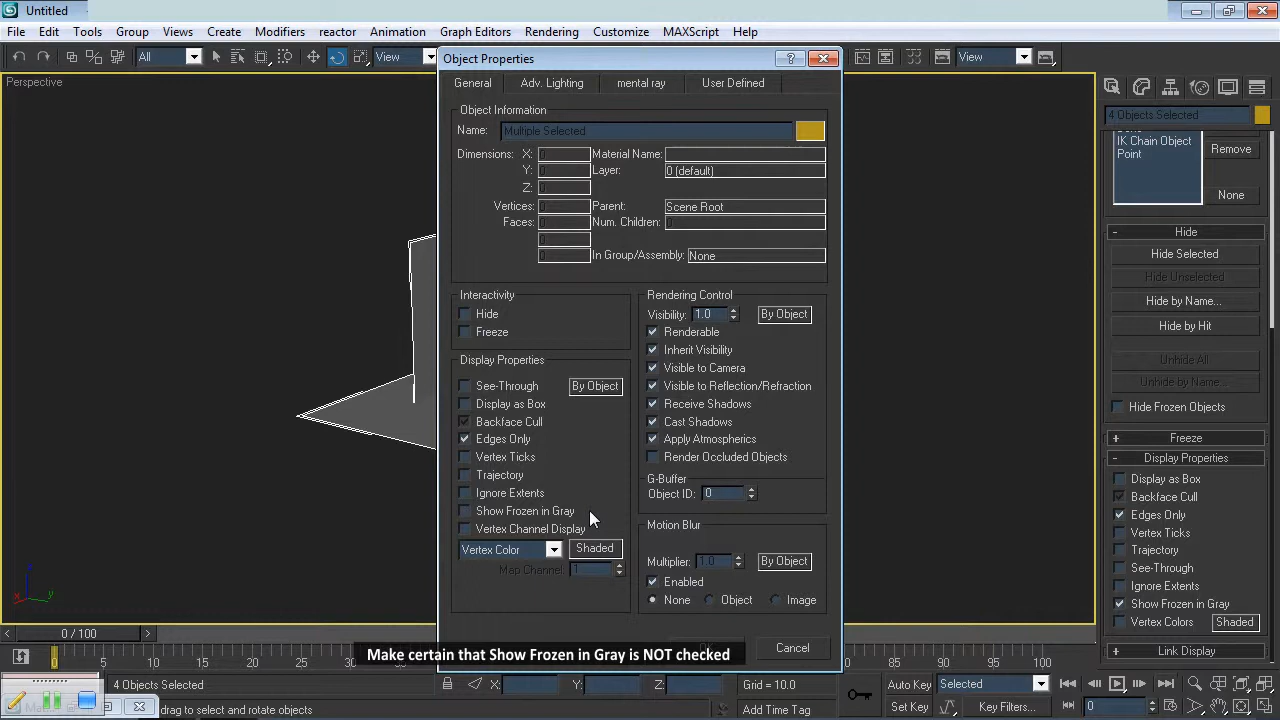 Untitled
File Edit Tools Group Views Create Modifiers reactor Animation Graph Editors Rendering Customize MAXScript Help
All View View
Perspective
Object Properties
General Adv. Lighting mental ray User Defined
Object Information
Name: Multiple Selected
Dimensions: X: 0 Material Name:
Y: 0 Layer: 0 (default)
Z: 0
Vertices: 0 Parent: Scene Root
Faces: 0 Num. Children: 0
0
0 In Group/Assembly: None
Interactivity
Hide
Freeze
Display Properties
See-Through By Object
Display as Box
Backface Cull
Edges Only
Vertex Ticks
Trajectory
Ignore Extents
Show Frozen in Gray
Vertex Channel Display
Vertex Color Shaded
Map Channel: 1
Rendering Control
Visibility: 1.0 By Object
Renderable
Inherit Visibility
Visible to Camera
Visible to Reflection/Refraction
Receive Shadows
Cast Shadows
Apply Atmospherics
Render Occluded Objects
G-Buffer
Object ID: 0
Motion Blur
Multiplier: 1.0 By Object
Enabled
None Object Image
Cancel
Make certain that Show Frozen in Gray is NOT checked
4 Objects Selected
IK Chain Object
Point
Remove
None
Hide
Hide Selected
Hide Unselected
Hide by Name...
Hide by Hit
Unhide All
Unhide by Name...
Hide Frozen Objects
Freeze
Display Properties
Display as Box
Backface Cull
Edges Only
Vertex Ticks
Trajectory
See-Through
Ignore Extents
Show Frozen in Gray
Vertex Colors Shaded
Link Display
0 / 100
0 5 10 15 20 25 30 85 90 95 100
4 Objects Selected X: Y: Z: Grid = 10.0 Auto Key Selected
drag to select and rotate objects Add Time Tag Set Key Key Filters... 0